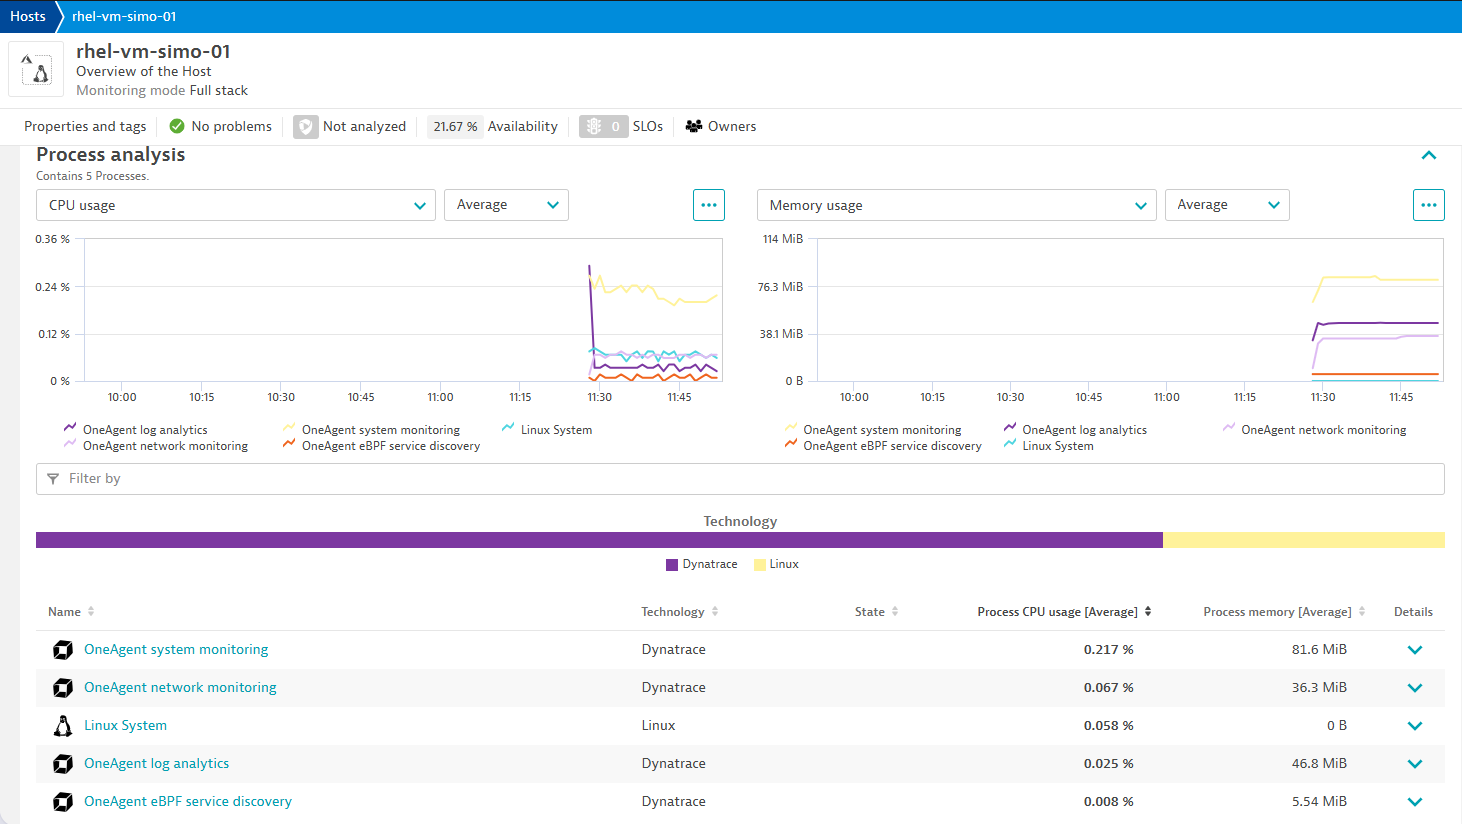 Hosts rhel-vm-simo-01
rhel-vm-simo-01
Overview of the Host
Monitoring mode Full stack
Properties and tags No problems Not analyzed 21.67 % Availability 0 SLOs Owners
Process analysis
Contains 5 Processes.
CPU usage Average ... Memory usage Average ...
0.36 %
0.24 %
0.12 %
0 %
10:00 10:15 10:30 10:45 11:00 11:15 11:30 11:45
OneAgent log analytics OneAgent system monitoring Linux System
OneAgent network monitoring OneAgent eBPF service discovery
114 MiB
76.3 MiB
38.1 MiB
0 B
10:00 10:15 10:30 10:45 11:00 11:15 11:30 11:45
OneAgent system monitoring OneAgent log analytics OneAgent network monitoring
OneAgent eBPF service discovery Linux System
Filter by
Technology
Dynatrace Linux
Name Technology State Process CPU usage [Average] Process memory [Average] Details
OneAgent system monitoring Dynatrace 0.217 % 81.6 MiB
OneAgent network monitoring Dynatrace 0.067 % 36.3 MiB
Linux System Linux 0.058 % 0 B
OneAgent log analytics Dynatrace 0.025 % 46.8 MiB
OneAgent eBPF service discovery Dynatrace 0.008 % 5.54 MiB